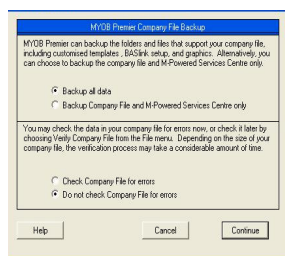 MYOB Premier Company File Backup
MYOB Premier can backup the folders and files that support your company file,
including customised templates , BASlink setup, and graphics. Alternatively, you
can choose to backup the company file and M-Powered Services Centre only.
Backup all data
Backup Company File and M-Powered Services Centre only
You may check the data in your company file for errors now, or check it later by
choosing Verify Company File from the File menu. Depending on the size of your
company file, the verification process may take a considerable amount of time.
Check Company File for errors
Do not check Company File for errors
Help Cancel Continue